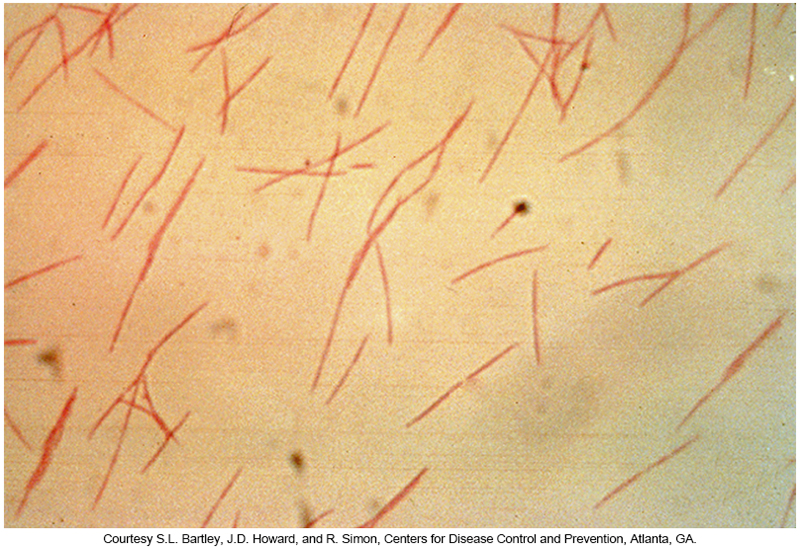 Courtesy S.L. Bartley, J.D. Howard, and R. Simon, Centers for Disease Control and Prevention, Atlanta, GA.